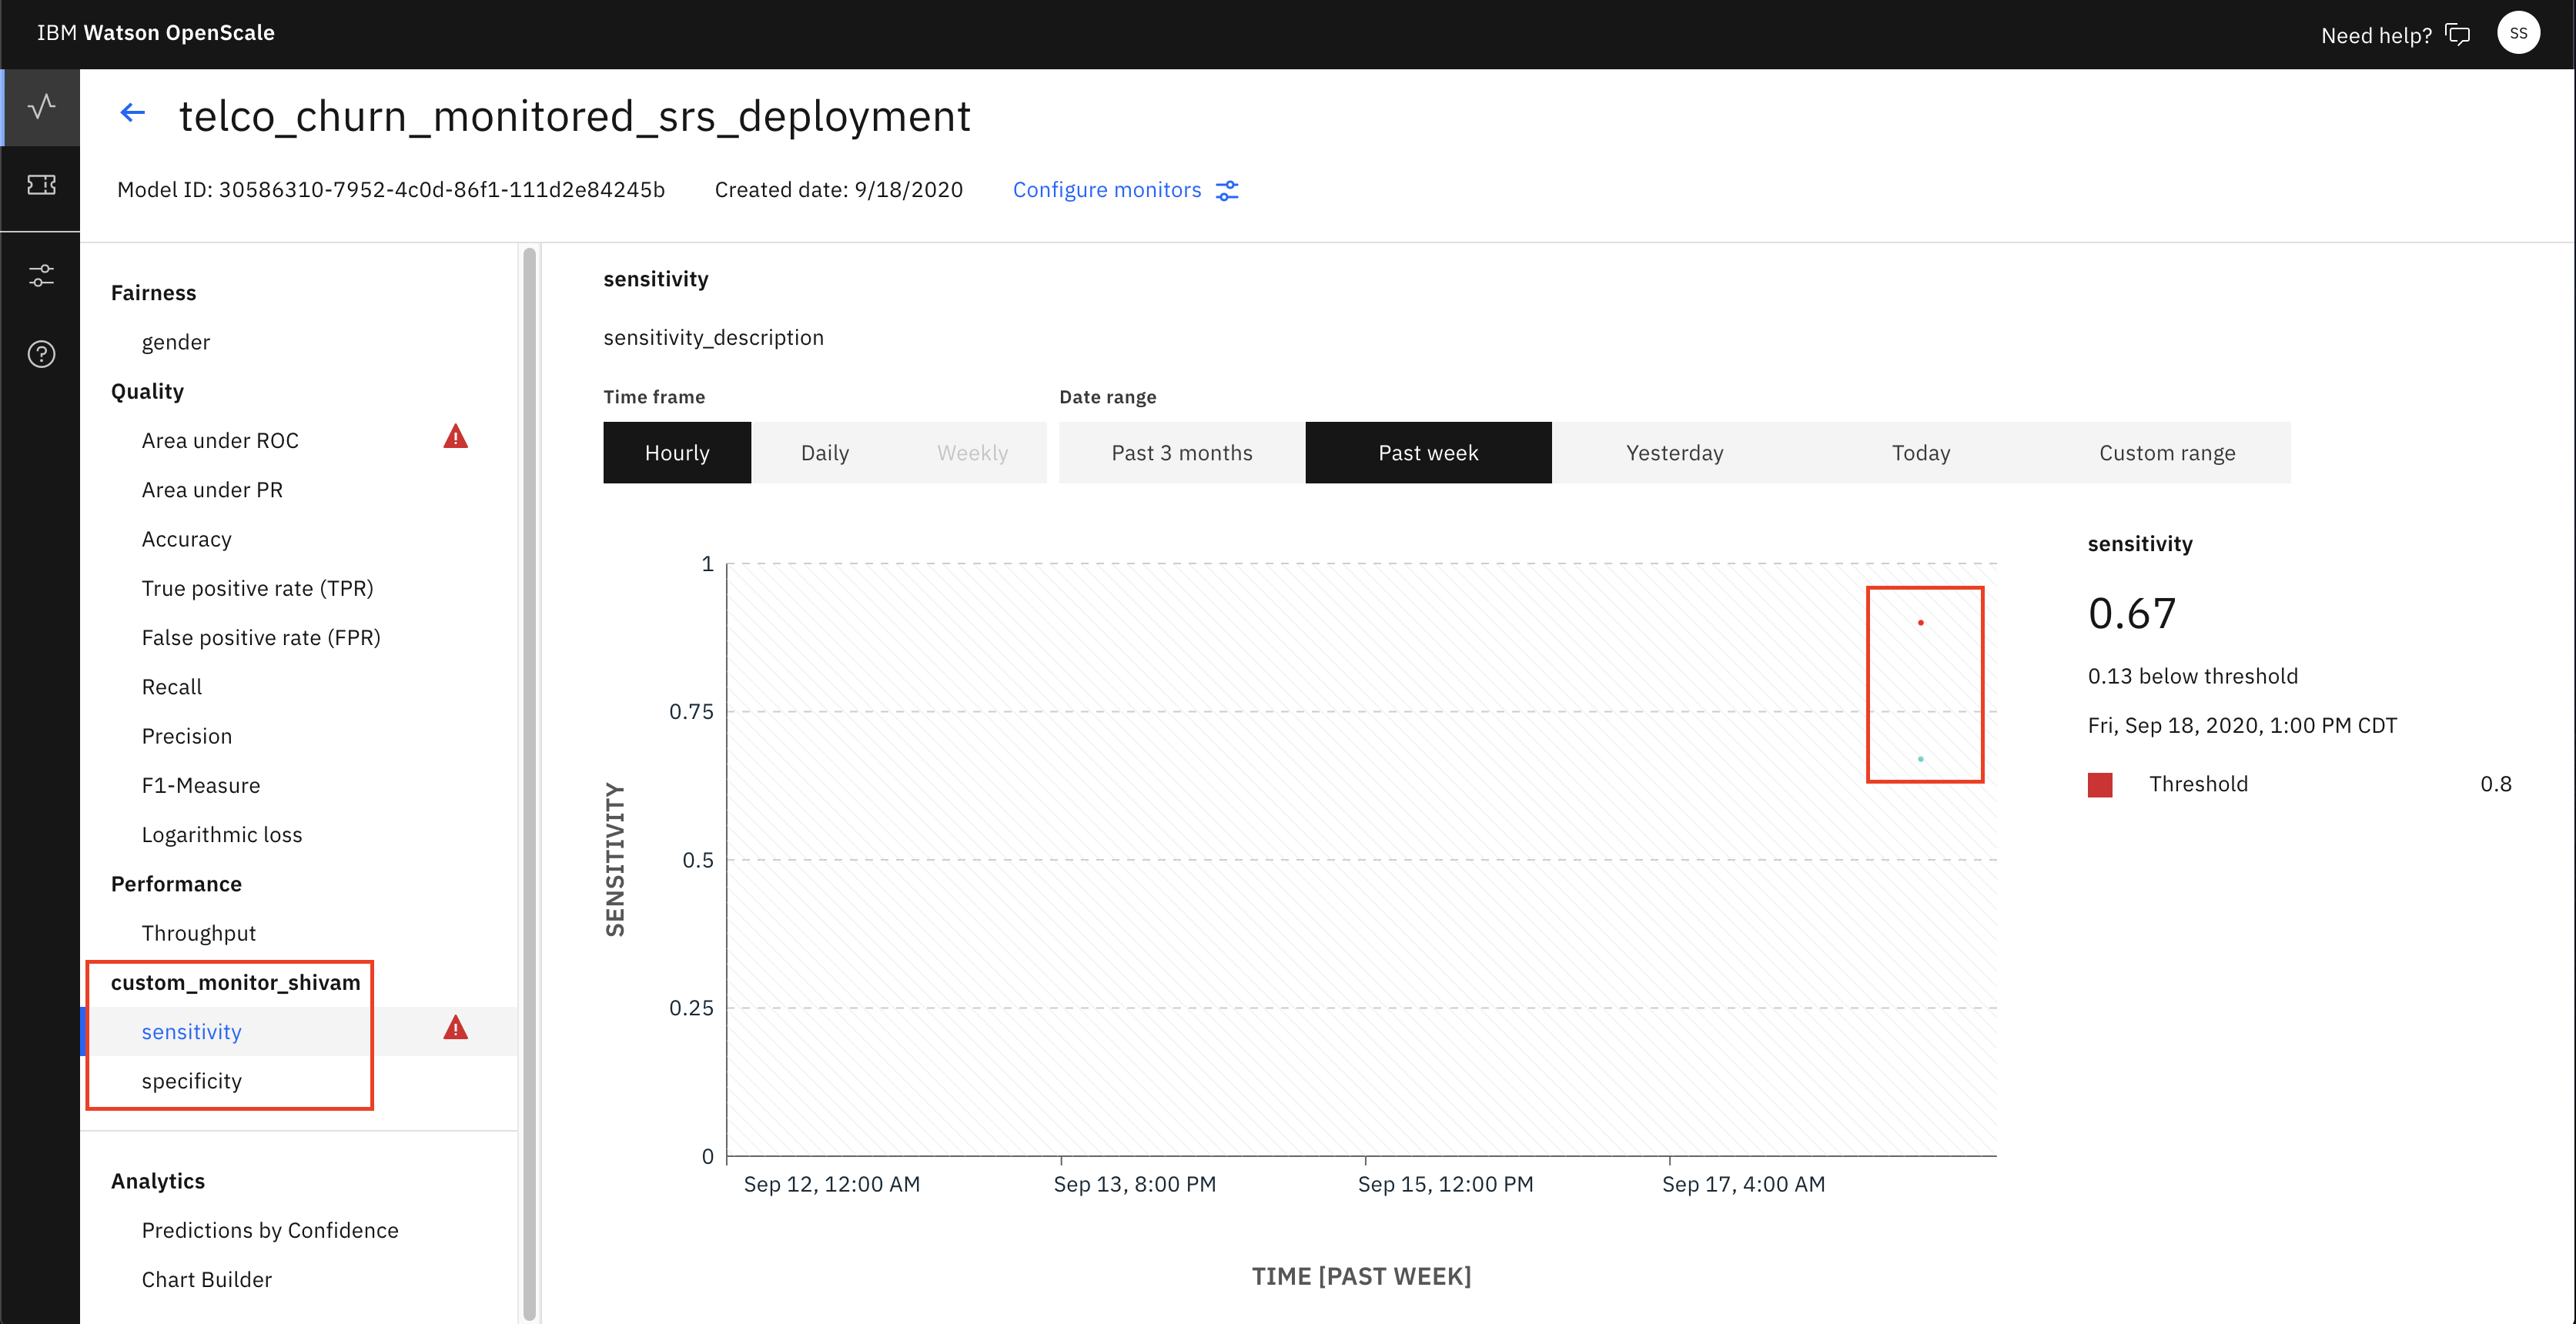 IBM Watson OpenScale
Need help?
SS
telco_churn_monitored_srs_deployment
Model ID: 30586310-7952-4c0d-86f1-111d2e84245b
Created date: 9/18/2020
Configure monitors
Fairness
gender
Quality
Area under ROC
Area under PR
Accuracy
True positive rate (TPR)
False positive rate (FPR)
Recall
Precision
F1-Measure
Logarithmic loss
Performance
Throughput
custom_monitor_shivam
sensitivity
specificity
Analytics
Predictions by Confidence
Chart Builder
sensitivity
sensitivity_description
Time frame
Hourly
Daily
Weekly
Date range
Past 3 months
Past week
Yesterday
Today
Custom range
SENSITIVITY
1
0.75
0.5
0.25
0
Sep 12, 12:00 AM
Sep 13, 8:00 PM
Sep 15, 12:00 PM
Sep 17, 4:00 AM
TIME [PAST WEEK]
sensitivity
0.67
0.13 below threshold
Fri, Sep 18, 2020, 1:00 PM CDT
Threshold 0.8